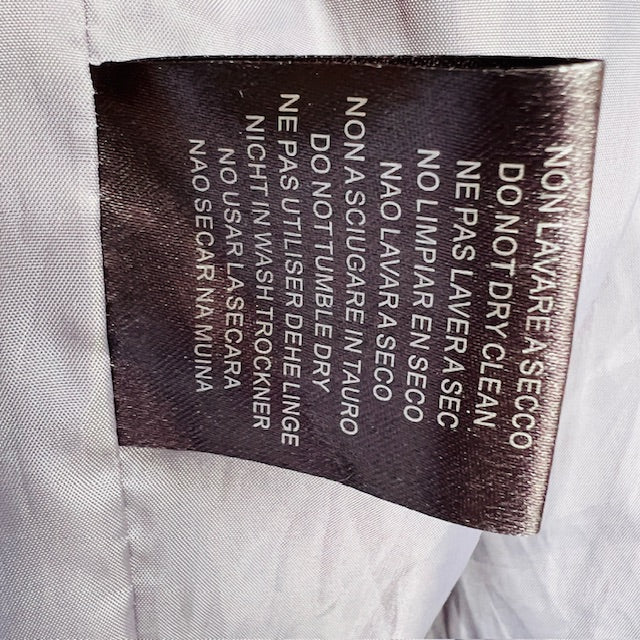 NON LAVARE A SECCO
DO NOT DRY CLEAN
NE PAS LAVER A SEC
NO LIMPIAR EN SECO
NAO LAVAR A SECO
NON A SCIUGARE IN TAURO
DO NOT TUMBLE DRY
NE PAS UTILISER DEHE LINGE
NICHT IN WASH TROCKNER
NO USAR LA SECARA
NAO SECAR NA MUJNA